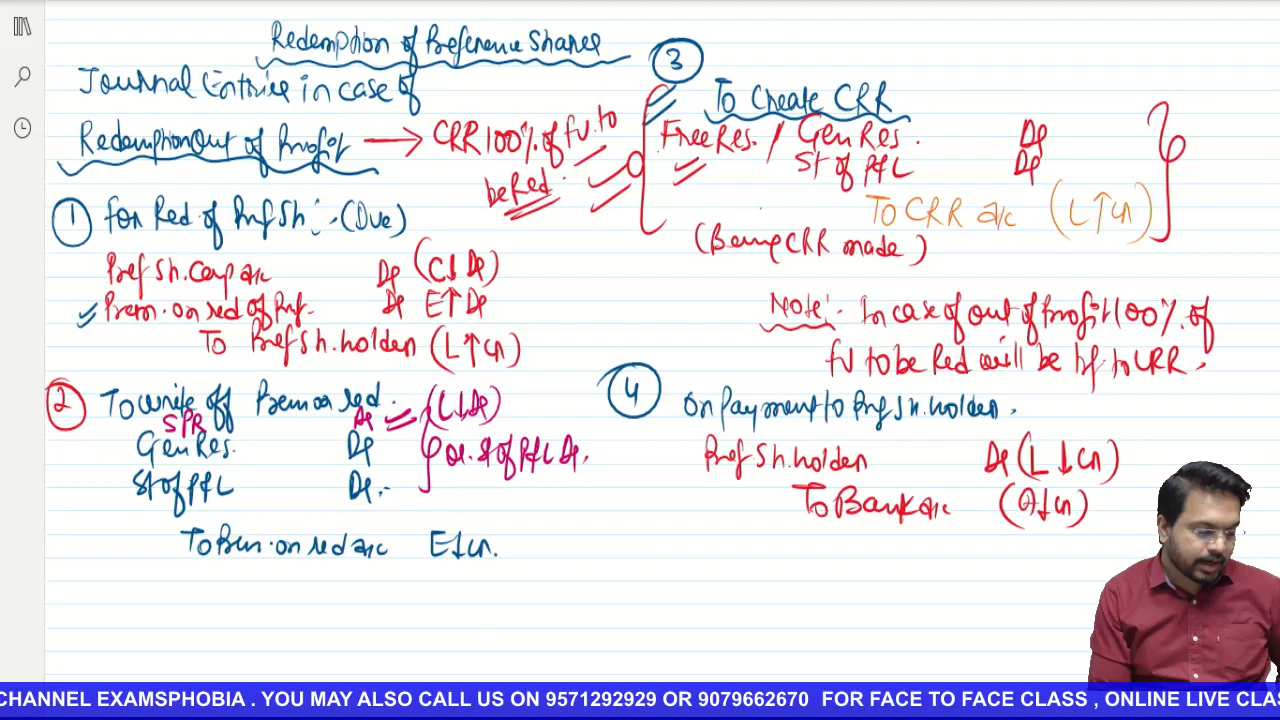 Redemption of Preference Shares
Journal Entries in case of
Redemption Out of Profit → CRR 100% of FV. to
be Red.
① For Red of Pref Sh :- (Due)
Pref Sh. Cap a/c Dr (C↓ Dr)
Prem. on red of Pref. Dr E↑ Dr
To Pref Sh. holders (L↑ Cr)
② To write off Prem on red.
SPR Dr (L↓ Dr)
Gen Res. Dr or. St of P&L Dr.
St of P&L Dr.
To Prem. on red a/c E↓ Cr.
③
To Create CRR
Free Res. / Gen Res. Dr
St of P&L Dr
To CRR a/c (L↑ Cr)
(Being CRR made)
Note:- In case of out of Profit 100% of
FV to be Red will be trf to CRR.
④ On Payment to Pref Sh. holders.
Pref Sh. holders Dr (L↓ Cr)
To Bank a/c (A↓ Cr)
CHANNEL EXAMSPHOBIA . YOU MAY ALSO CALL US ON 9571292929 OR 9079662670 FOR FACE TO FACE CLASS , ONLINE LIVE CLA